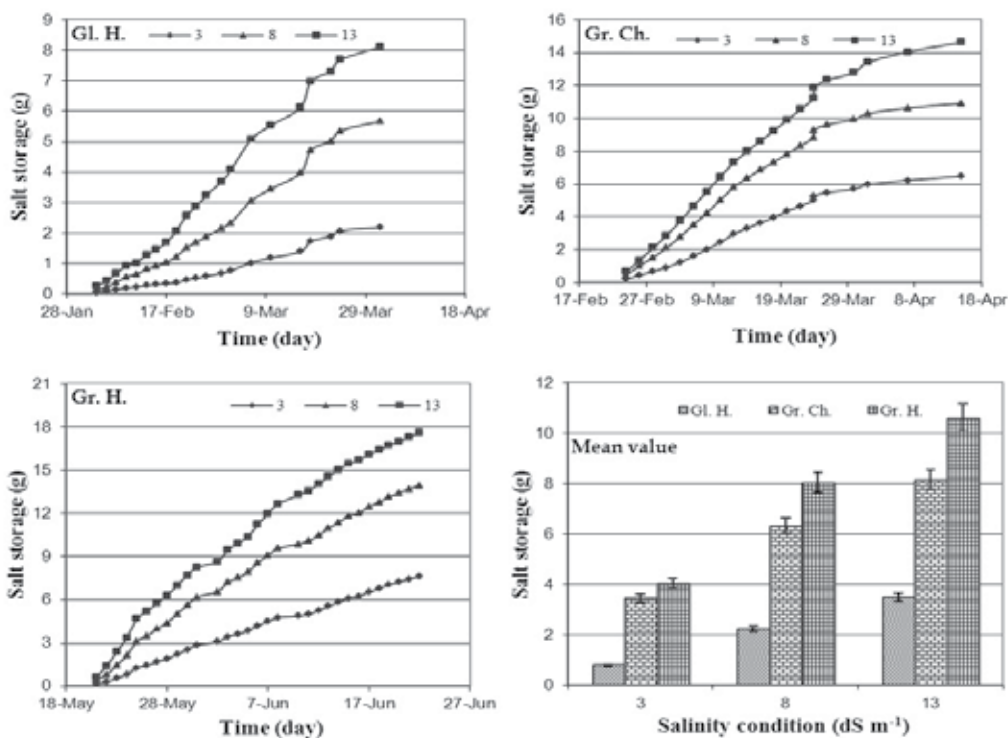 Gl. H.
3 8 13
9
8
7
6
5
4
3
2
1
0
Salt storage (g)
28-Jan 17-Feb 9-Mar 29-Mar 18-Apr
Time (day)
Gr. Ch.
3 8 13
16
14
12
10
8
6
4
2
0
Salt storage (g)
17-Feb 27-Feb 9-Mar 19-Mar 29-Mar 8-Apr 18-Apr
Time (day)
Gr. H.
3 8 13
21
18
15
12
9
6
3
0
Salt storage (g)
18-May 28-May 7-Jun 17-Jun 27-Jun
Time (day)
Gl. H. Gr. Ch. Gr. H.
Mean value
12
10
8
6
4
2
0
Salt storage (g)
3 8 13
Salinity condition (dS m⁻¹)